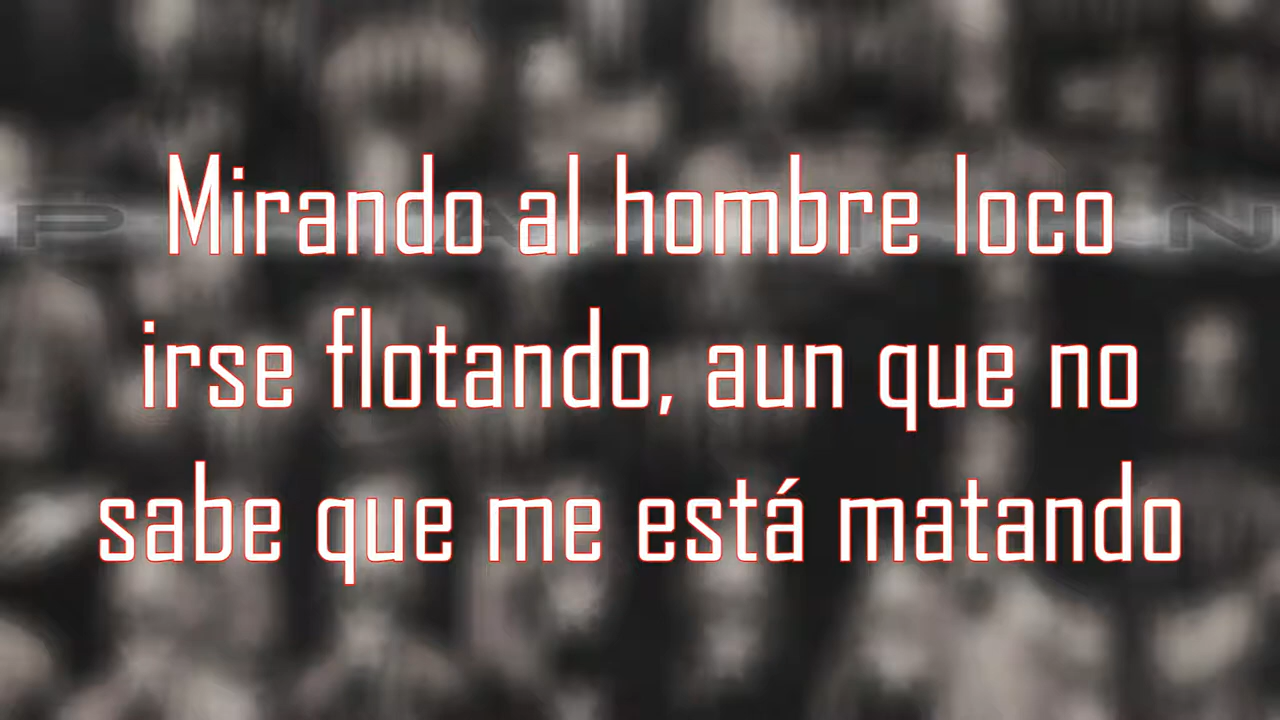 Mirando al hombre loco
irse flotando, aun que no
sabe que me está matando